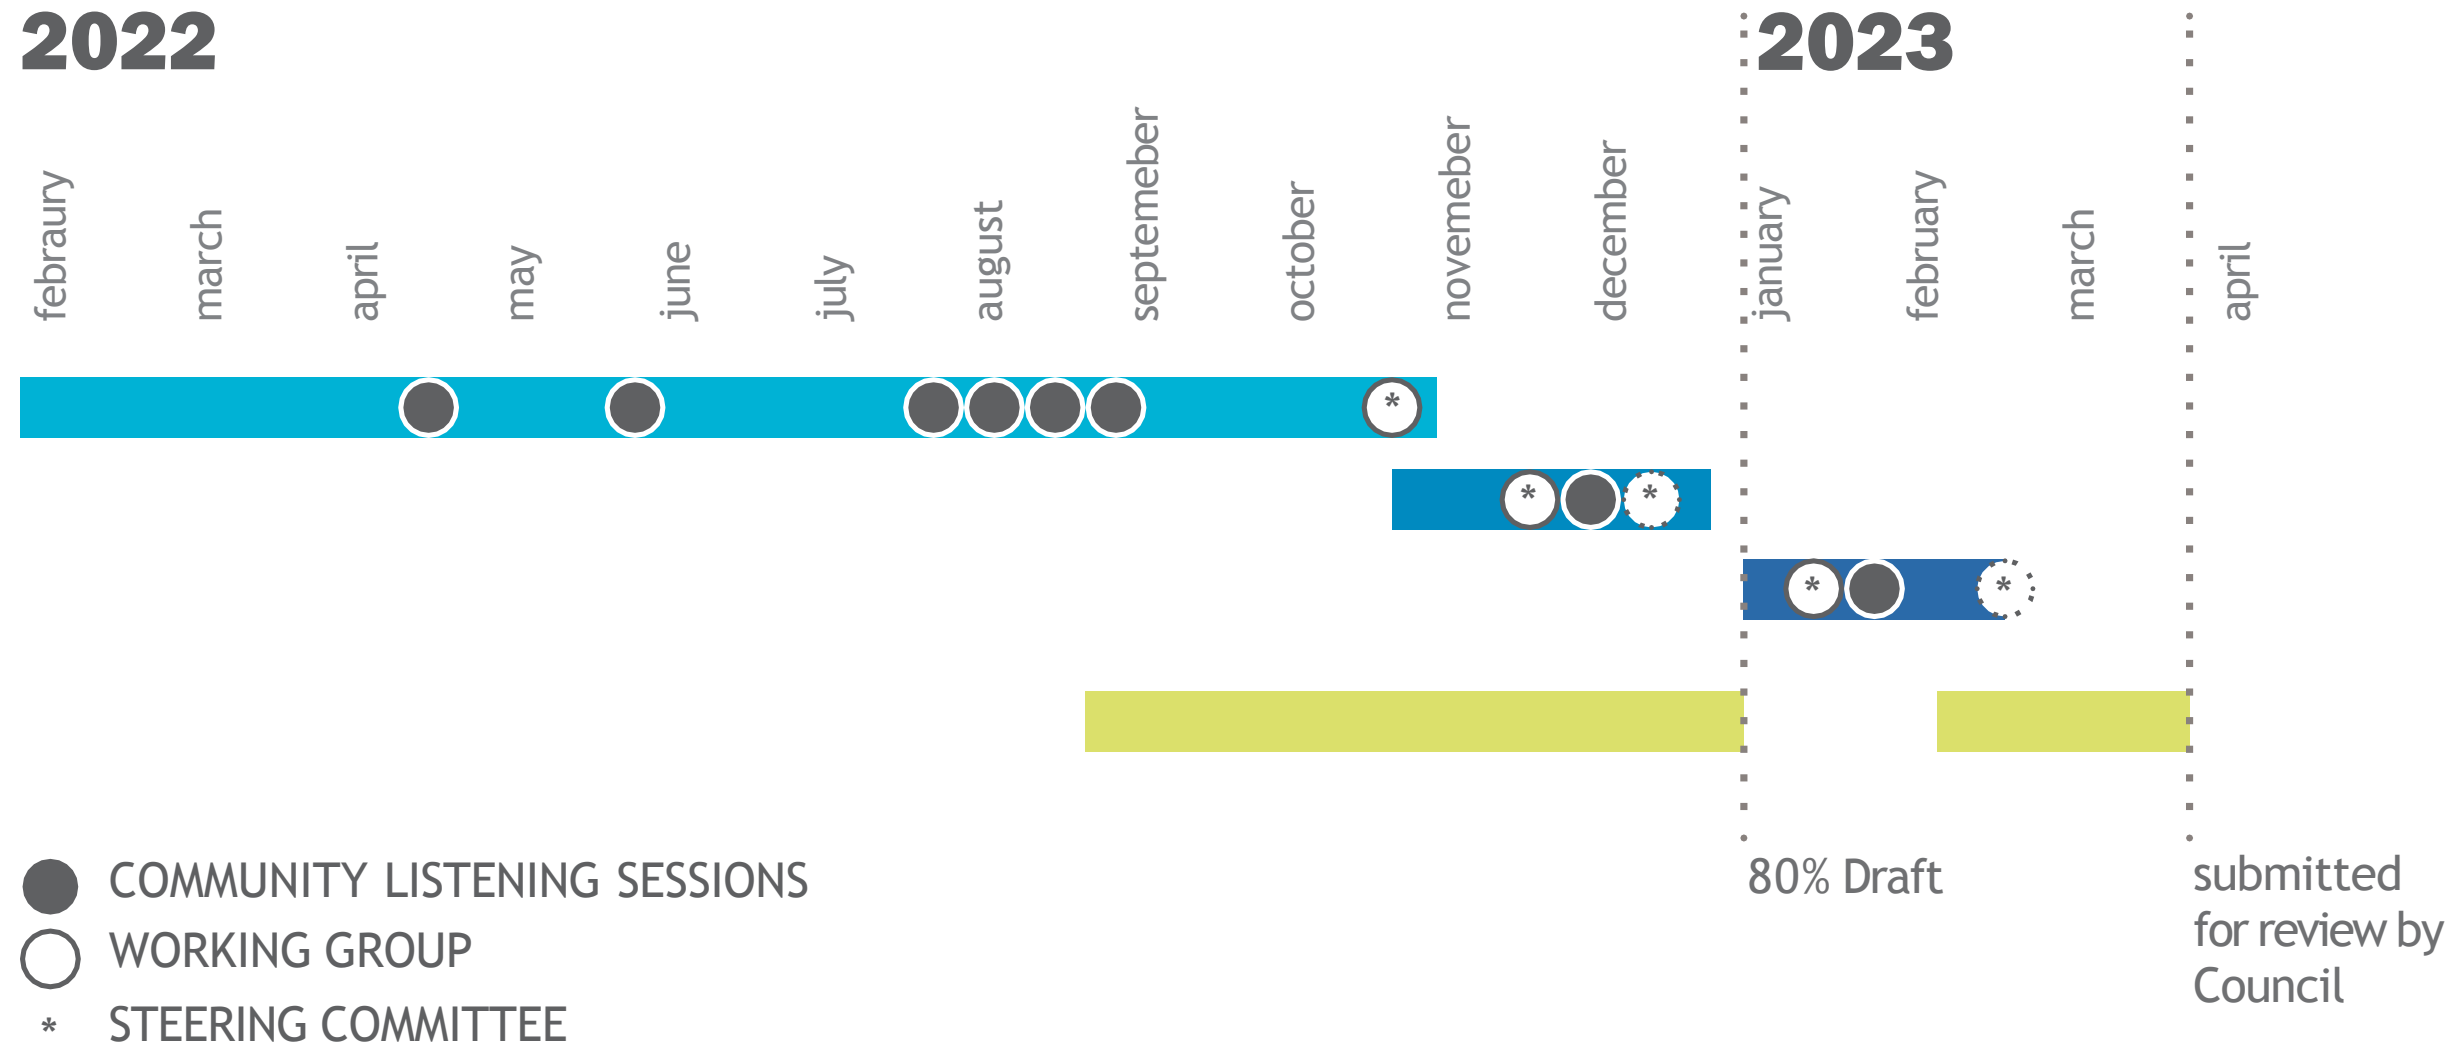 2022
2023
febraury
march
april
may
june
july
august
septemeber
october
novemeber
december
january
february
march
april
*
*
*
*
*
COMMUNITY LISTENING SESSIONS
WORKING GROUP
* STEERING COMMITTEE
80% Draft
submitted
for review by
Council